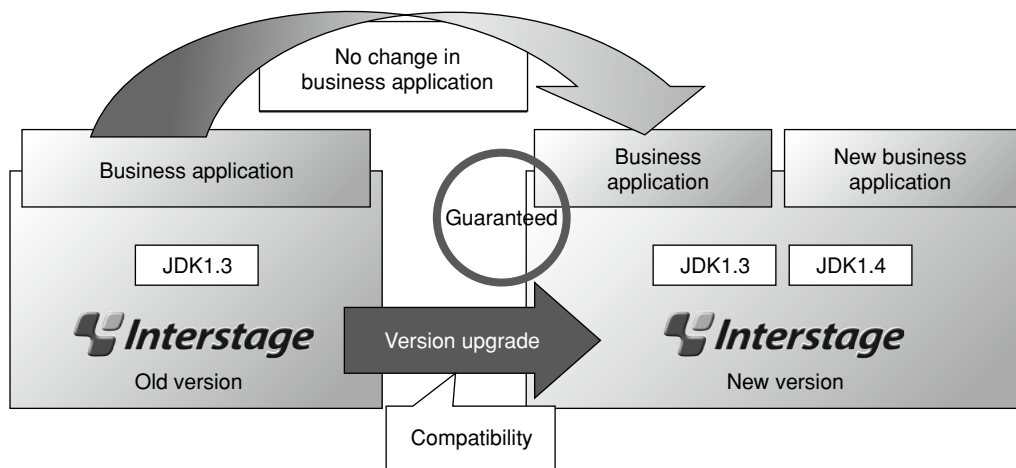 No change in
business application
Business application
Business
application
New business
application
Guaranteed
JDK1.3
JDK1.3
JDK1.4
Interstage
Version upgrade
Interstage
Old version
New version
Compatibility